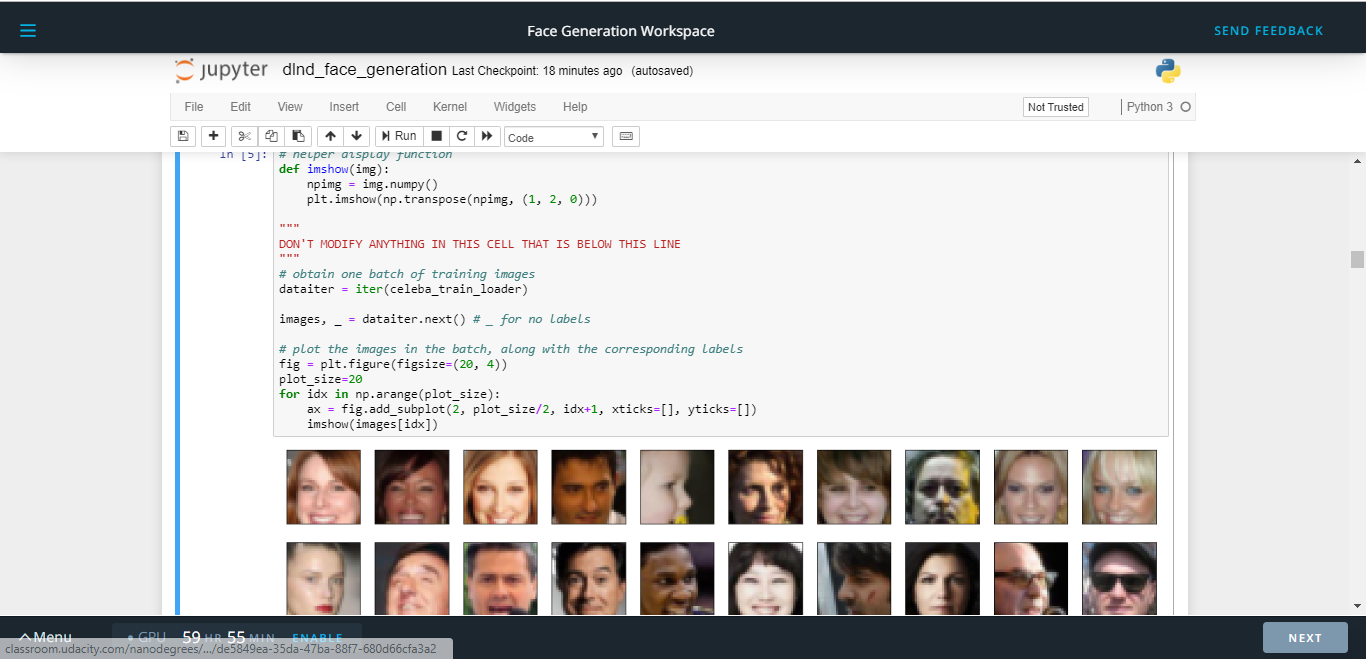 Face Generation Workspace
SEND FEEDBACK
jupyter dlnd_face_generation Last Checkpoint: 18 minutes ago (autosaved)
File Edit View Insert Cell Kernel Widgets Help
Not Trusted
Python 3
Run
Code
In [5]: # helper display function
def imshow(img):
    npimg = img.numpy()
    plt.imshow(np.transpose(npimg, (1, 2, 0)))
"""
DON'T MODIFY ANYTHING IN THIS CELL THAT IS BELOW THIS LINE
"""
# obtain one batch of training images
dataiter = iter(celeba_train_loader)
images, _ = dataiter.next() # _ for no labels
# plot the images in the batch, along with the corresponding labels
fig = plt.figure(figsize=(20, 4))
plot_size=20
for idx in np.arange(plot_size):
    ax = fig.add_subplot(2, plot_size/2, idx+1, xticks=[], yticks=[])
    imshow(images[idx])
Menu
GPU 59 HR 55 MIN ENABLE
NEXT
classroom.udacity.com/nanodegrees/.../de5849ea-35da-47ba-88f7-680d66cfa3a2